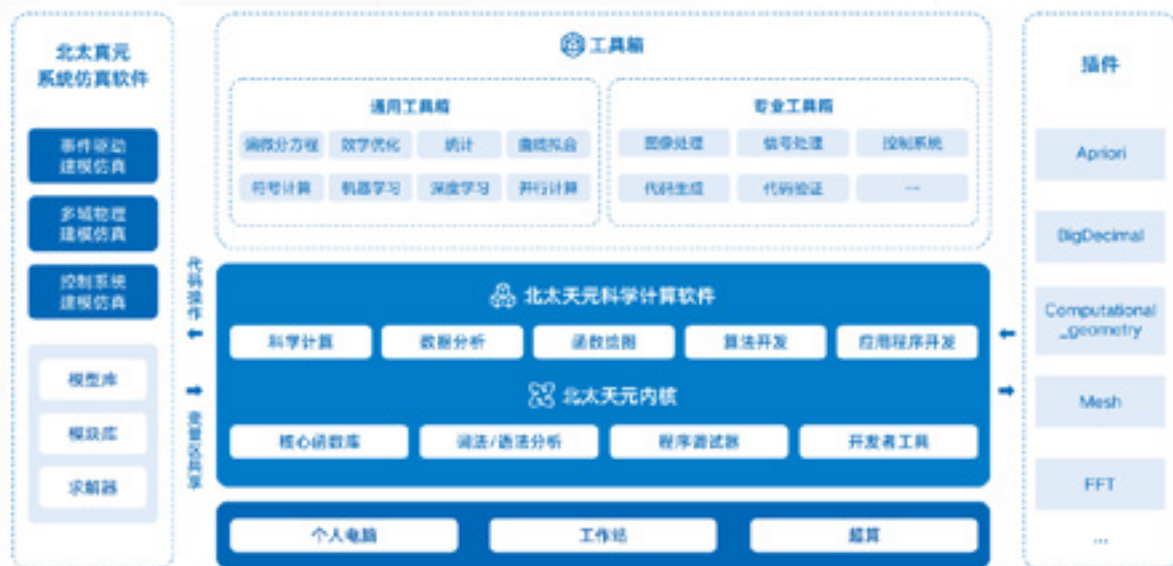 北太真元
系统仿真软件
事件驱动
建模仿真
多域物理
建模仿真
控制系统
建模仿真
模型库
模块库
求解器
代码操作
变量区共享
工具箱
通用工具箱
偏微分方程
数学优化
统计
曲线拟合
符号计算
机器学习
深度学习
并行计算
专业工具箱
图像处理
信号处理
控制系统
代码生成
代码验证
...
北太天元科学计算软件
科学计算
数据分析
函数绘图
算法开发
应用程序开发
北太天元内核
核心函数库
词法/语法分析
程序调试器
开发者工具
个人电脑
工作站
超算
插件
Apriori
BigDecimal
Computational
_geometry
Mesh
FFT
...